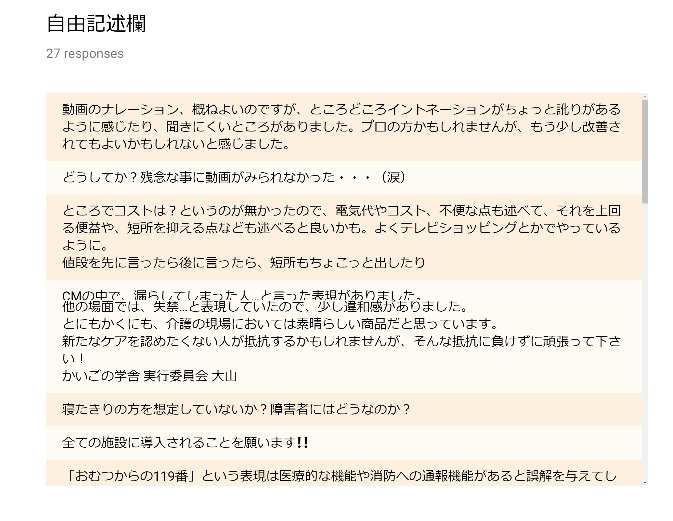 自由記述欄
27 responses
動画のナレーション、概ねよいのですが、ところどころイントネーションがちょっと訛りがある
ように感じたり、聞きにくいところがありました。プロの方かもしれませんが、もう少し改善さ
れてもよいかもしれないと感じました。
どうしてか？残念な事に動画がみられなかった・・・（涙）
ところでコストは？というのが無かったので、電気代やコスト、不便な点も述べて、それを上回
る便益や、短所を抑える点なども述べると良いかも。よくテレビショッピングとかでやっている
ように。
値段を先に言ったら後に言ったら、短所もちょこっと出したり
CMの中で、漏らしてしまった人…と言った表現がありました。
他の場面では、失禁…と表現していたので、少し違和感がありました。
とにもかくにも、介護の現場においては素晴らしい商品だと思っています。
新たなケアを認めたくない人が抵抗するかもしれませんが、そんな抵抗に負けずに頑張って下さ
い！
かいごの学舎 実行委員会 大山
寝たきりの方を想定していないか？障害者にはどうなのか？
全ての施設に導入されることを願います!!
「おむつからの119番」という表現は医療的な機能や消防への通報機能があると誤解を与えてし